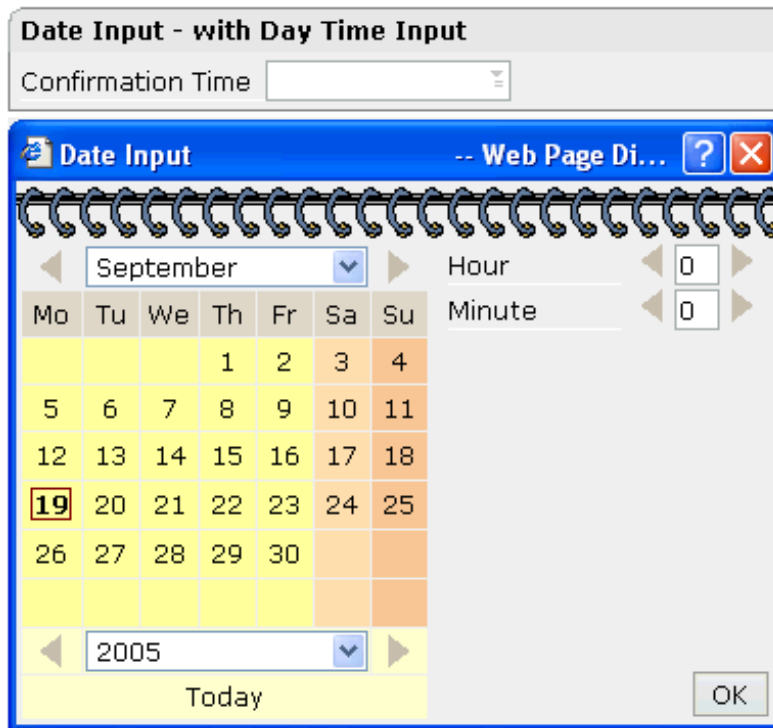 Date Input - with Day Time Input
Confirmation Time
Date Input -- Web Page Di...
September
Hour 0
Minute 0
Mo Tu We Th Fr Sa Su
1 2 3 4
5 6 7 8 9 10 11
12 13 14 15 16 17 18
19 20 21 22 23 24 25
26 27 28 29 30
2005
Today
OK